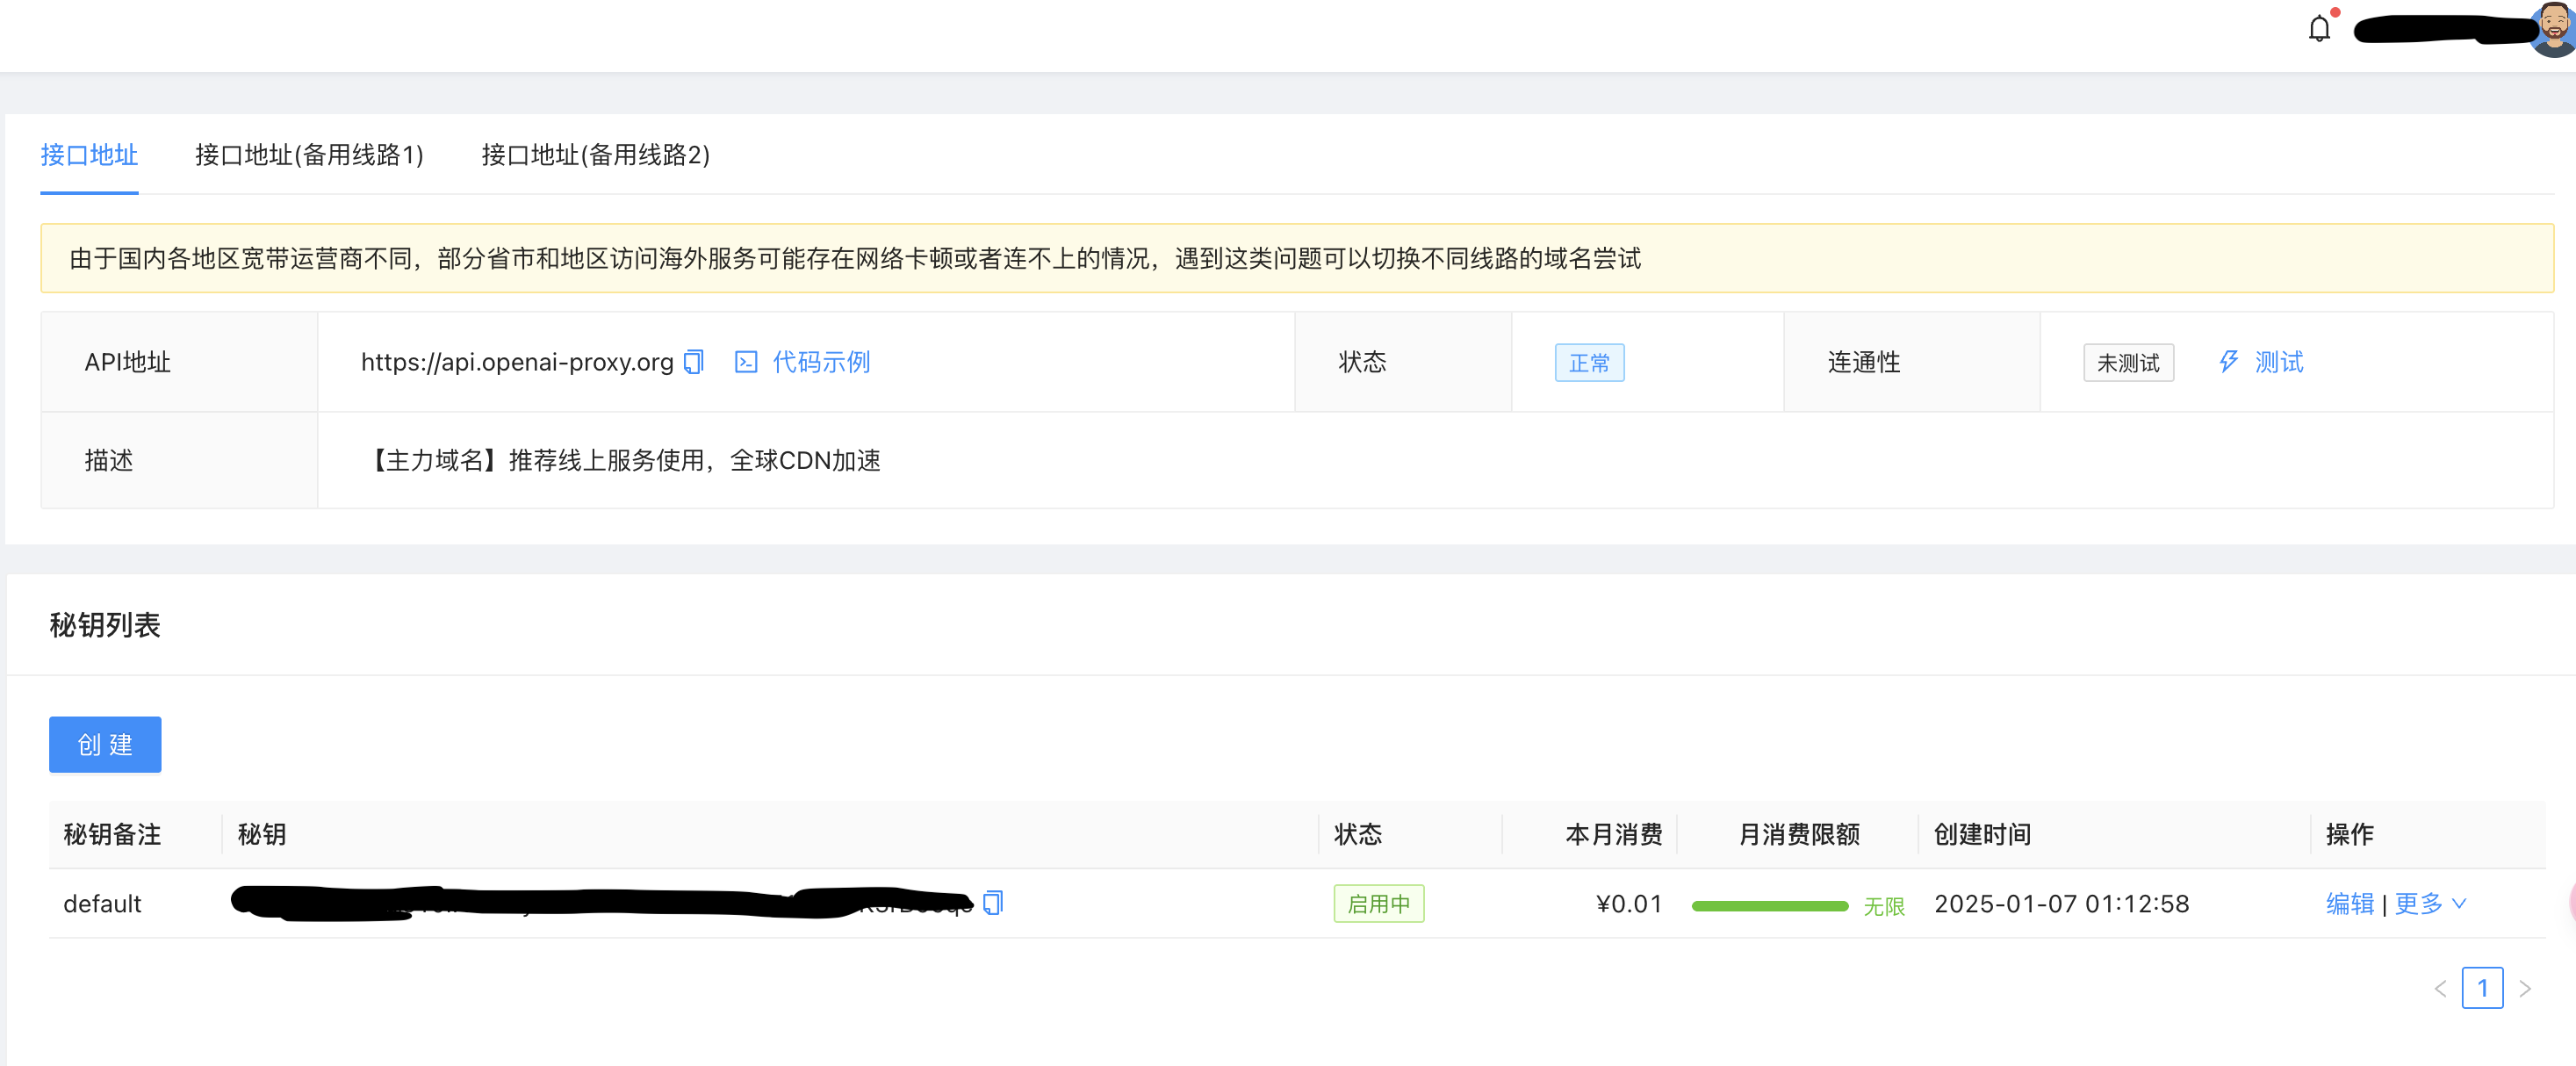 接口地址 接口地址(备用线路1) 接口地址(备用线路2)
由于国内各地区宽带运营商不同，部分省市和地区访问海外服务可能存在网络卡顿或者连不上的情况，遇到这类问题可以切换不同线路的域名尝试
API地址 https://api.openai-proxy.org 代码示例 状态 正常 连通性 未测试 测试
描述 【主力域名】推荐线上服务使用，全球CDN加速
秘钥列表
创 建
秘钥备注 秘钥 状态 本月消费 月消费限额 创建时间 操作
default 启用中 ¥0.01 无限 2025-01-07 01:12:58 编辑 | 更多
1